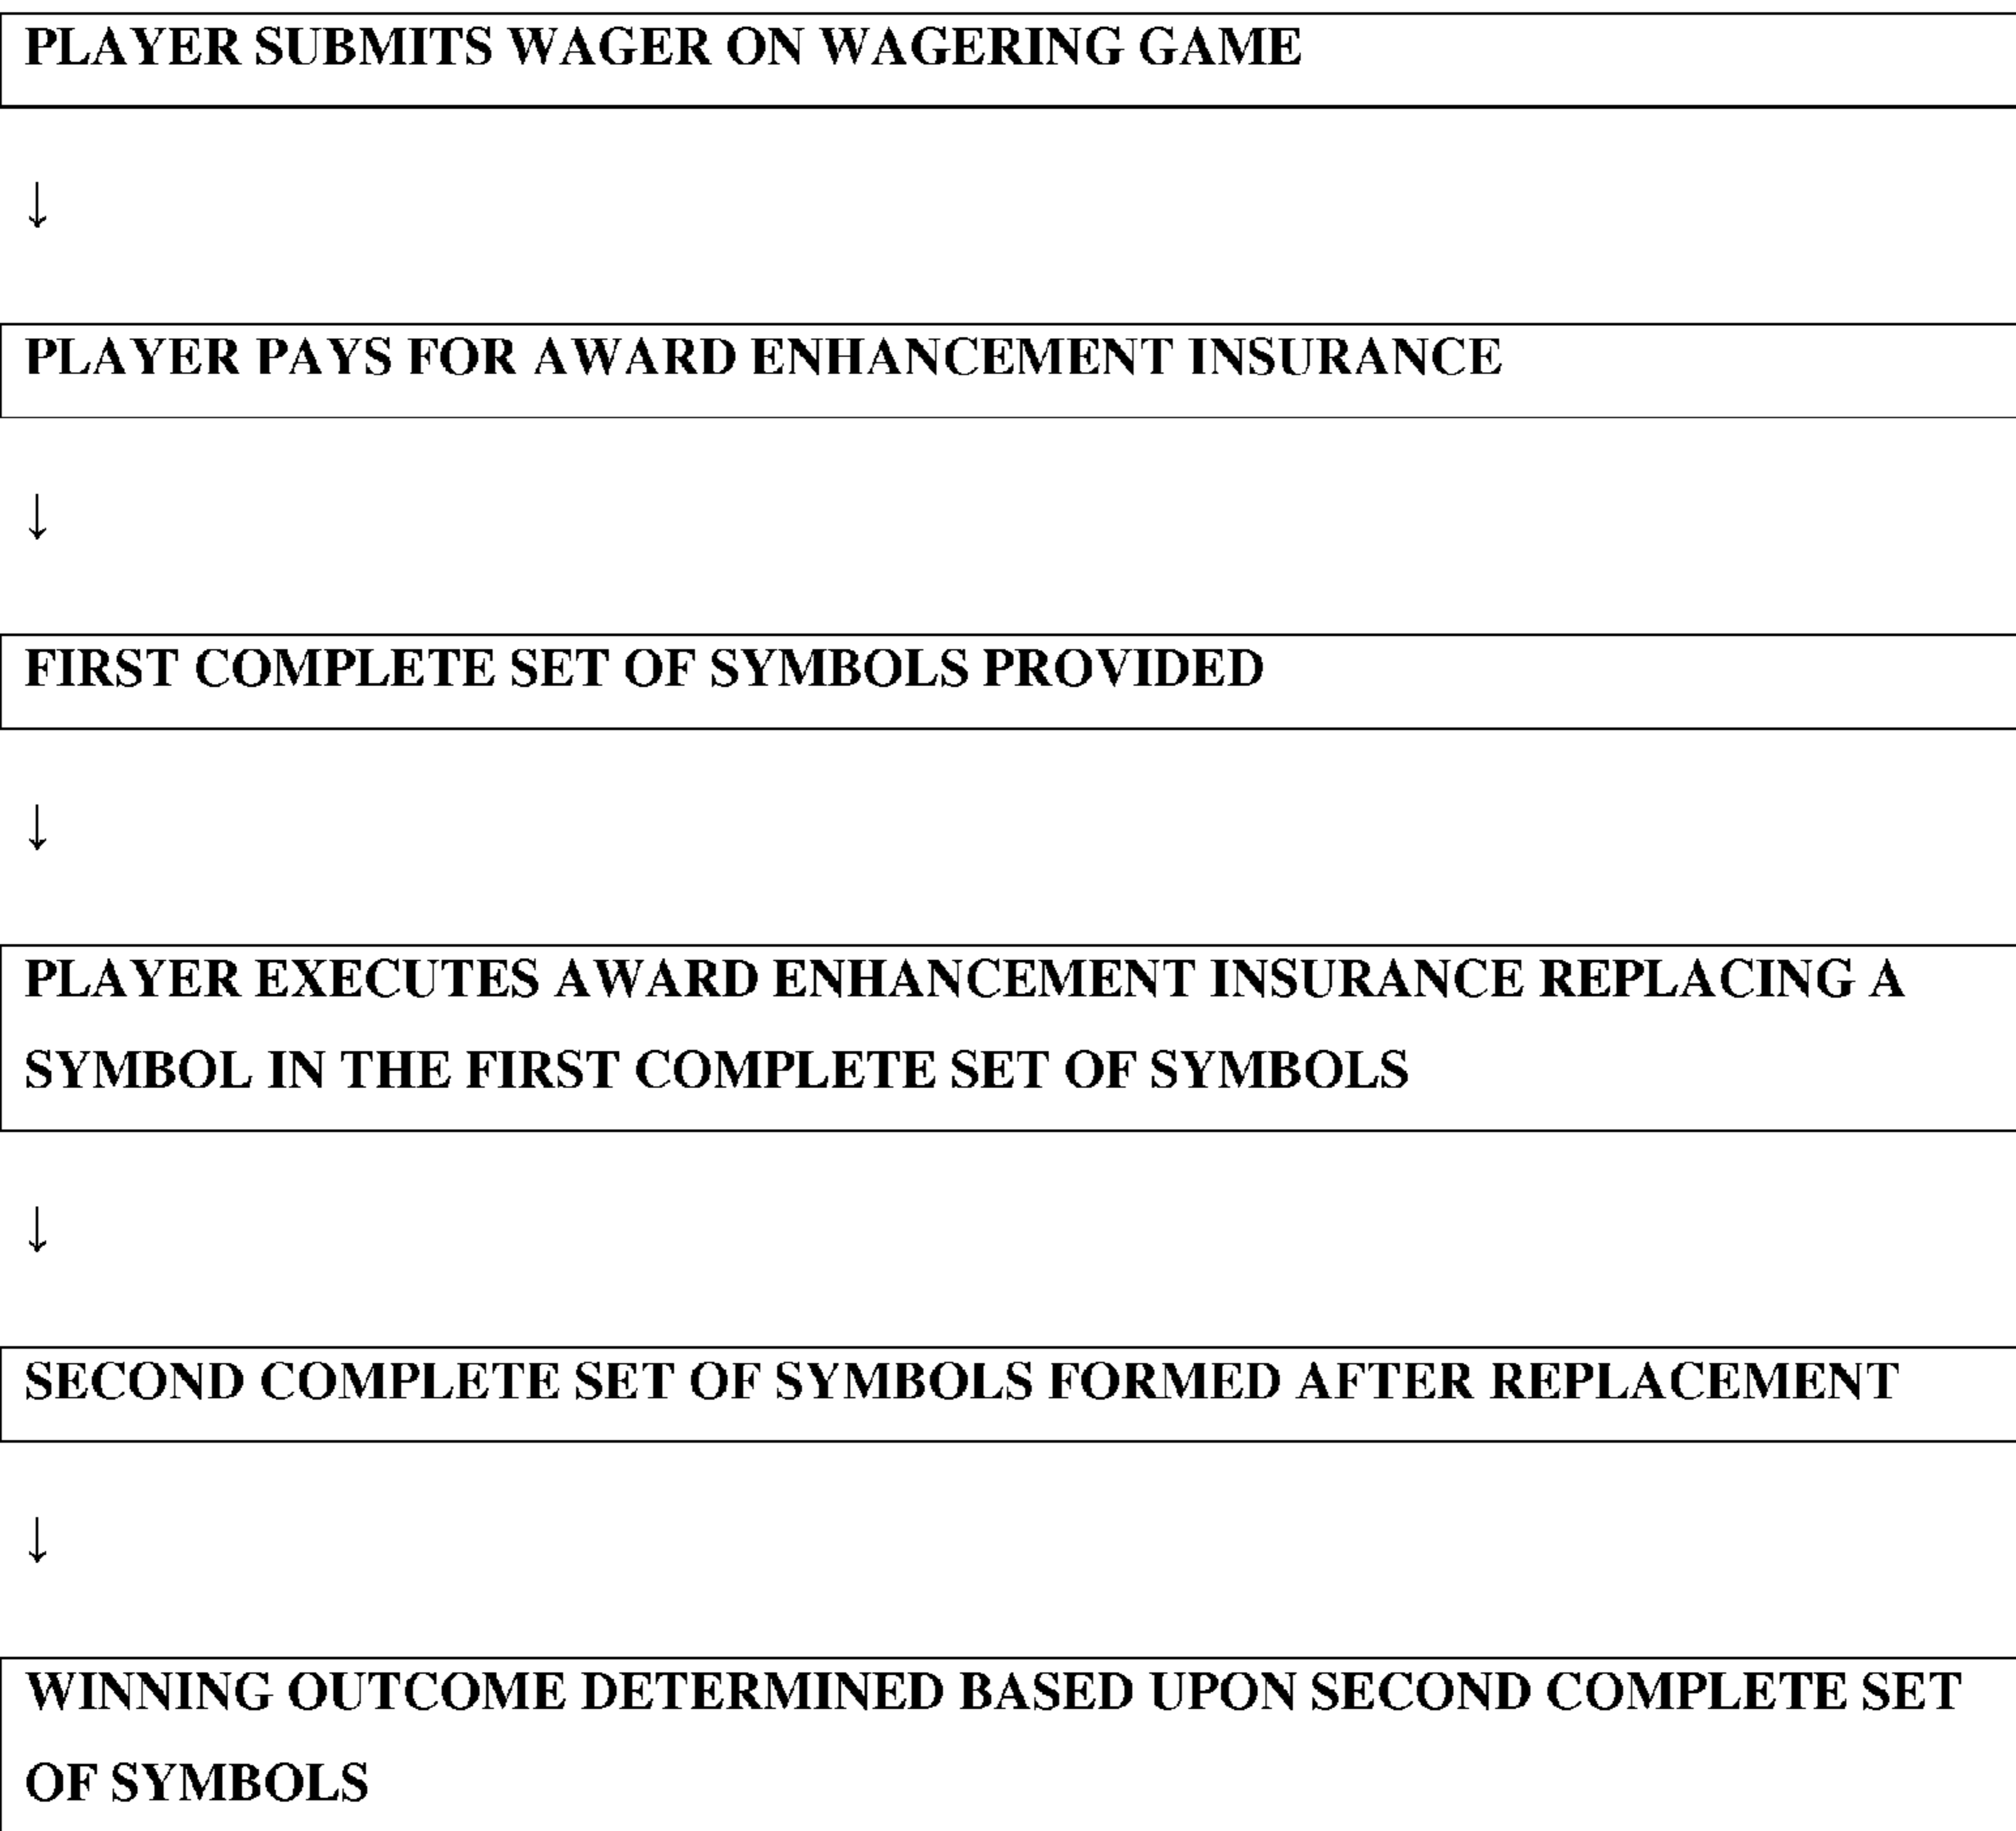 PLAYER SUBMITS WAGER ON WAGERING GAME
↓
PLAYER PAYS FOR AWARD ENHANCEMENT INSURANCE
↓
FIRST COMPLETE SET OF SYMBOLS PROVIDED
↓
PLAYER EXECUTES AWARD ENHANCEMENT INSURANCE REPLACING A
SYMBOL IN THE FIRST COMPLETE SET OF SYMBOLS
↓
SECOND COMPLETE SET OF SYMBOLS FORMED AFTER REPLACEMENT
↓
WINNING OUTCOME DETERMINED BASED UPON SECOND COMPLETE SET
OF SYMBOLS